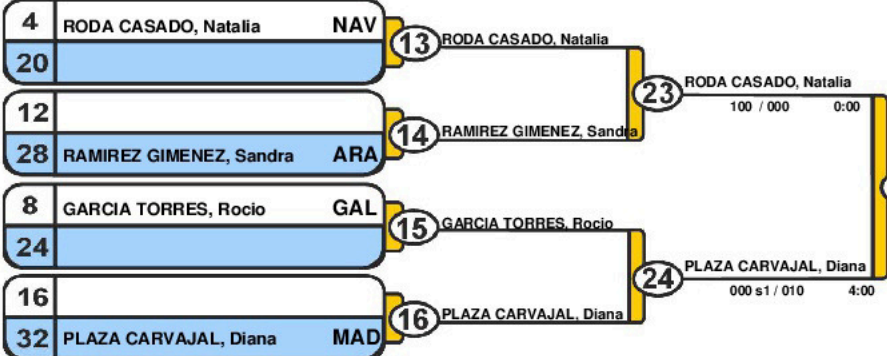 4 RODA CASADO, Natalia NAV
20
13 RODA CASADO, Natalia
12
28 RAMIREZ GIMENEZ, Sandra ARA
14 RAMIREZ GIMENEZ, Sandra
23 RODA CASADO, Natalia
100 / 000 0:00
8 GARCIA TORRES, Rocio GAL
24
15 GARCIA TORRES, Rocio
16
32 PLAZA CARVAJAL, Diana MAD
16 PLAZA CARVAJAL, Diana
24 PLAZA CARVAJAL, Diana
000 s1 / 010 4:00